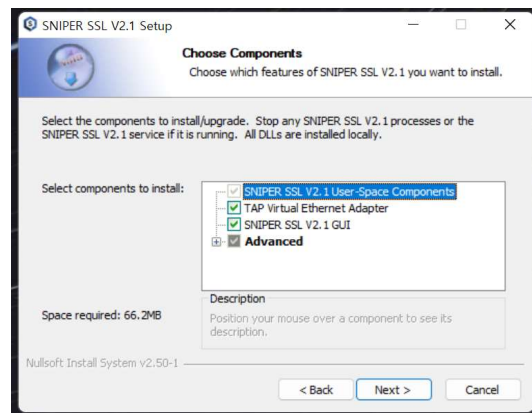 SNIPER SSL V2.1 Setup
Choose Components
Choose which features of SNIPER SSL V2.1 you want to install.
Select the components to install/upgrade. Stop any SNIPER SSL V2.1 processes or the
SNIPER SSL V2.1 service if it is running. All DLLs are installed locally.
Select components to install:
SNIPER SSL V2.1 User-Space Components
TAP Virtual Ethernet Adapter
SNIPER SSL V2.1 GUI
Advanced
Space required: 66.2MB
Description
Position your mouse over a component to see its
description.
Nullsoft Install System v2.50-1
< Back
Next >
Cancel